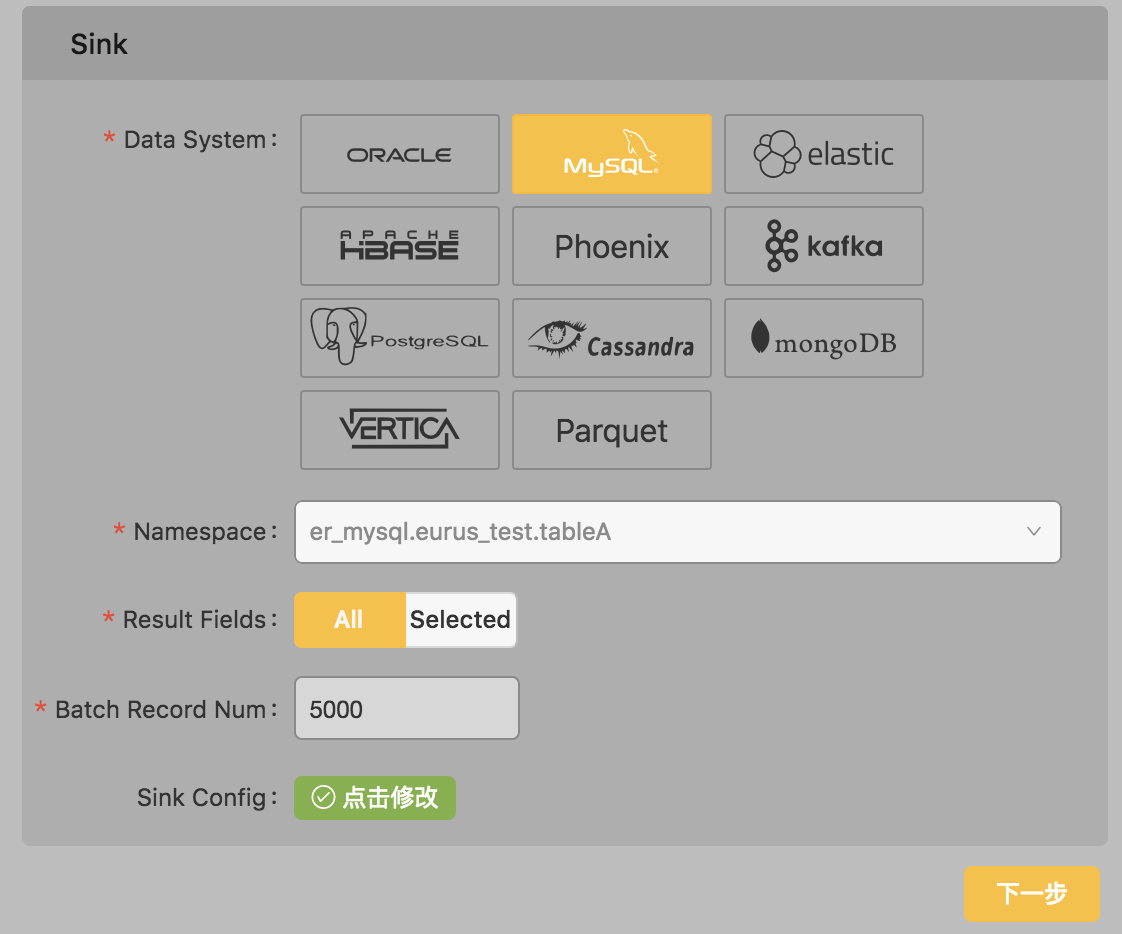 Sink
* Data System :
ORACLE
MySQL®
elastic
APACHE
HBASE
Phoenix
kafka
PostgreSQL
Cassandra
mongoDB
VERTICA
Parquet
* Namespace : er_mysql.eurus_test.tableA
* Result Fields : All Selected
* Batch Record Num : 5000
Sink Config : 点击修改
下一步